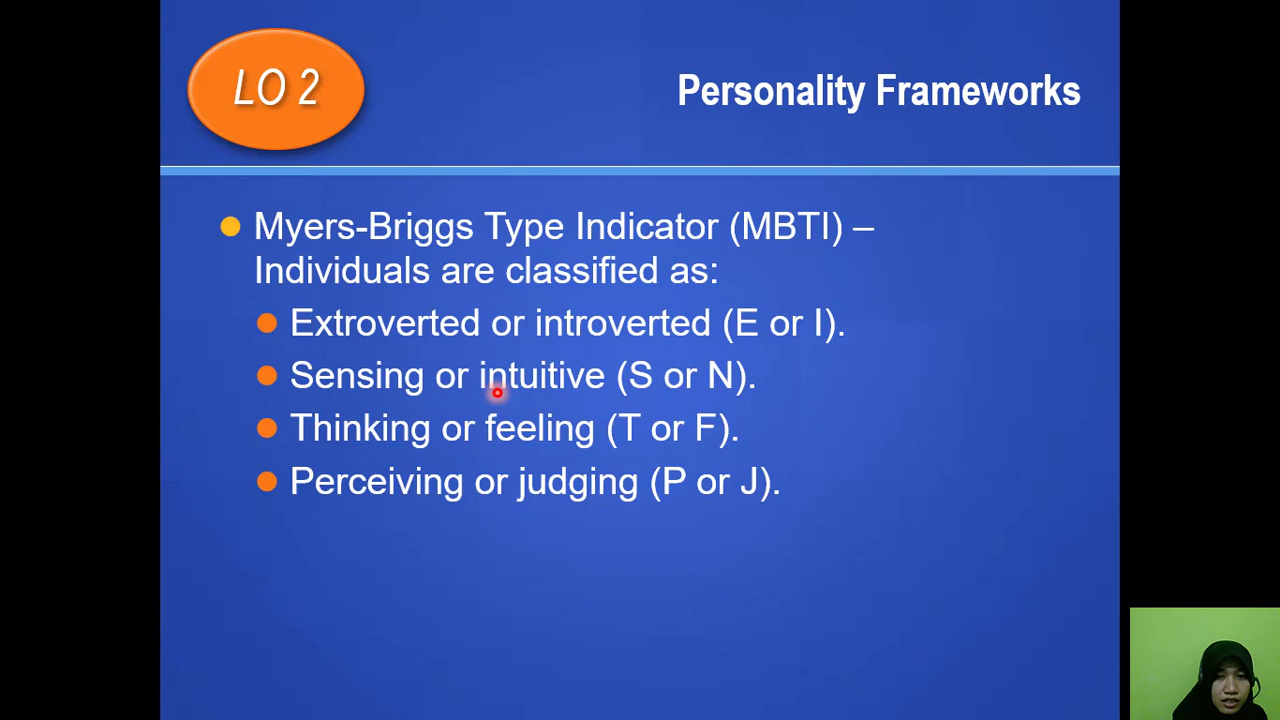 LO 2
Personality Frameworks
Myers-Briggs Type Indicator (MBTI) –
Individuals are classified as:
Extroverted or introverted (E or I).
Sensing or intuitive (S or N).
Thinking or feeling (T or F).
Perceiving or judging (P or J).